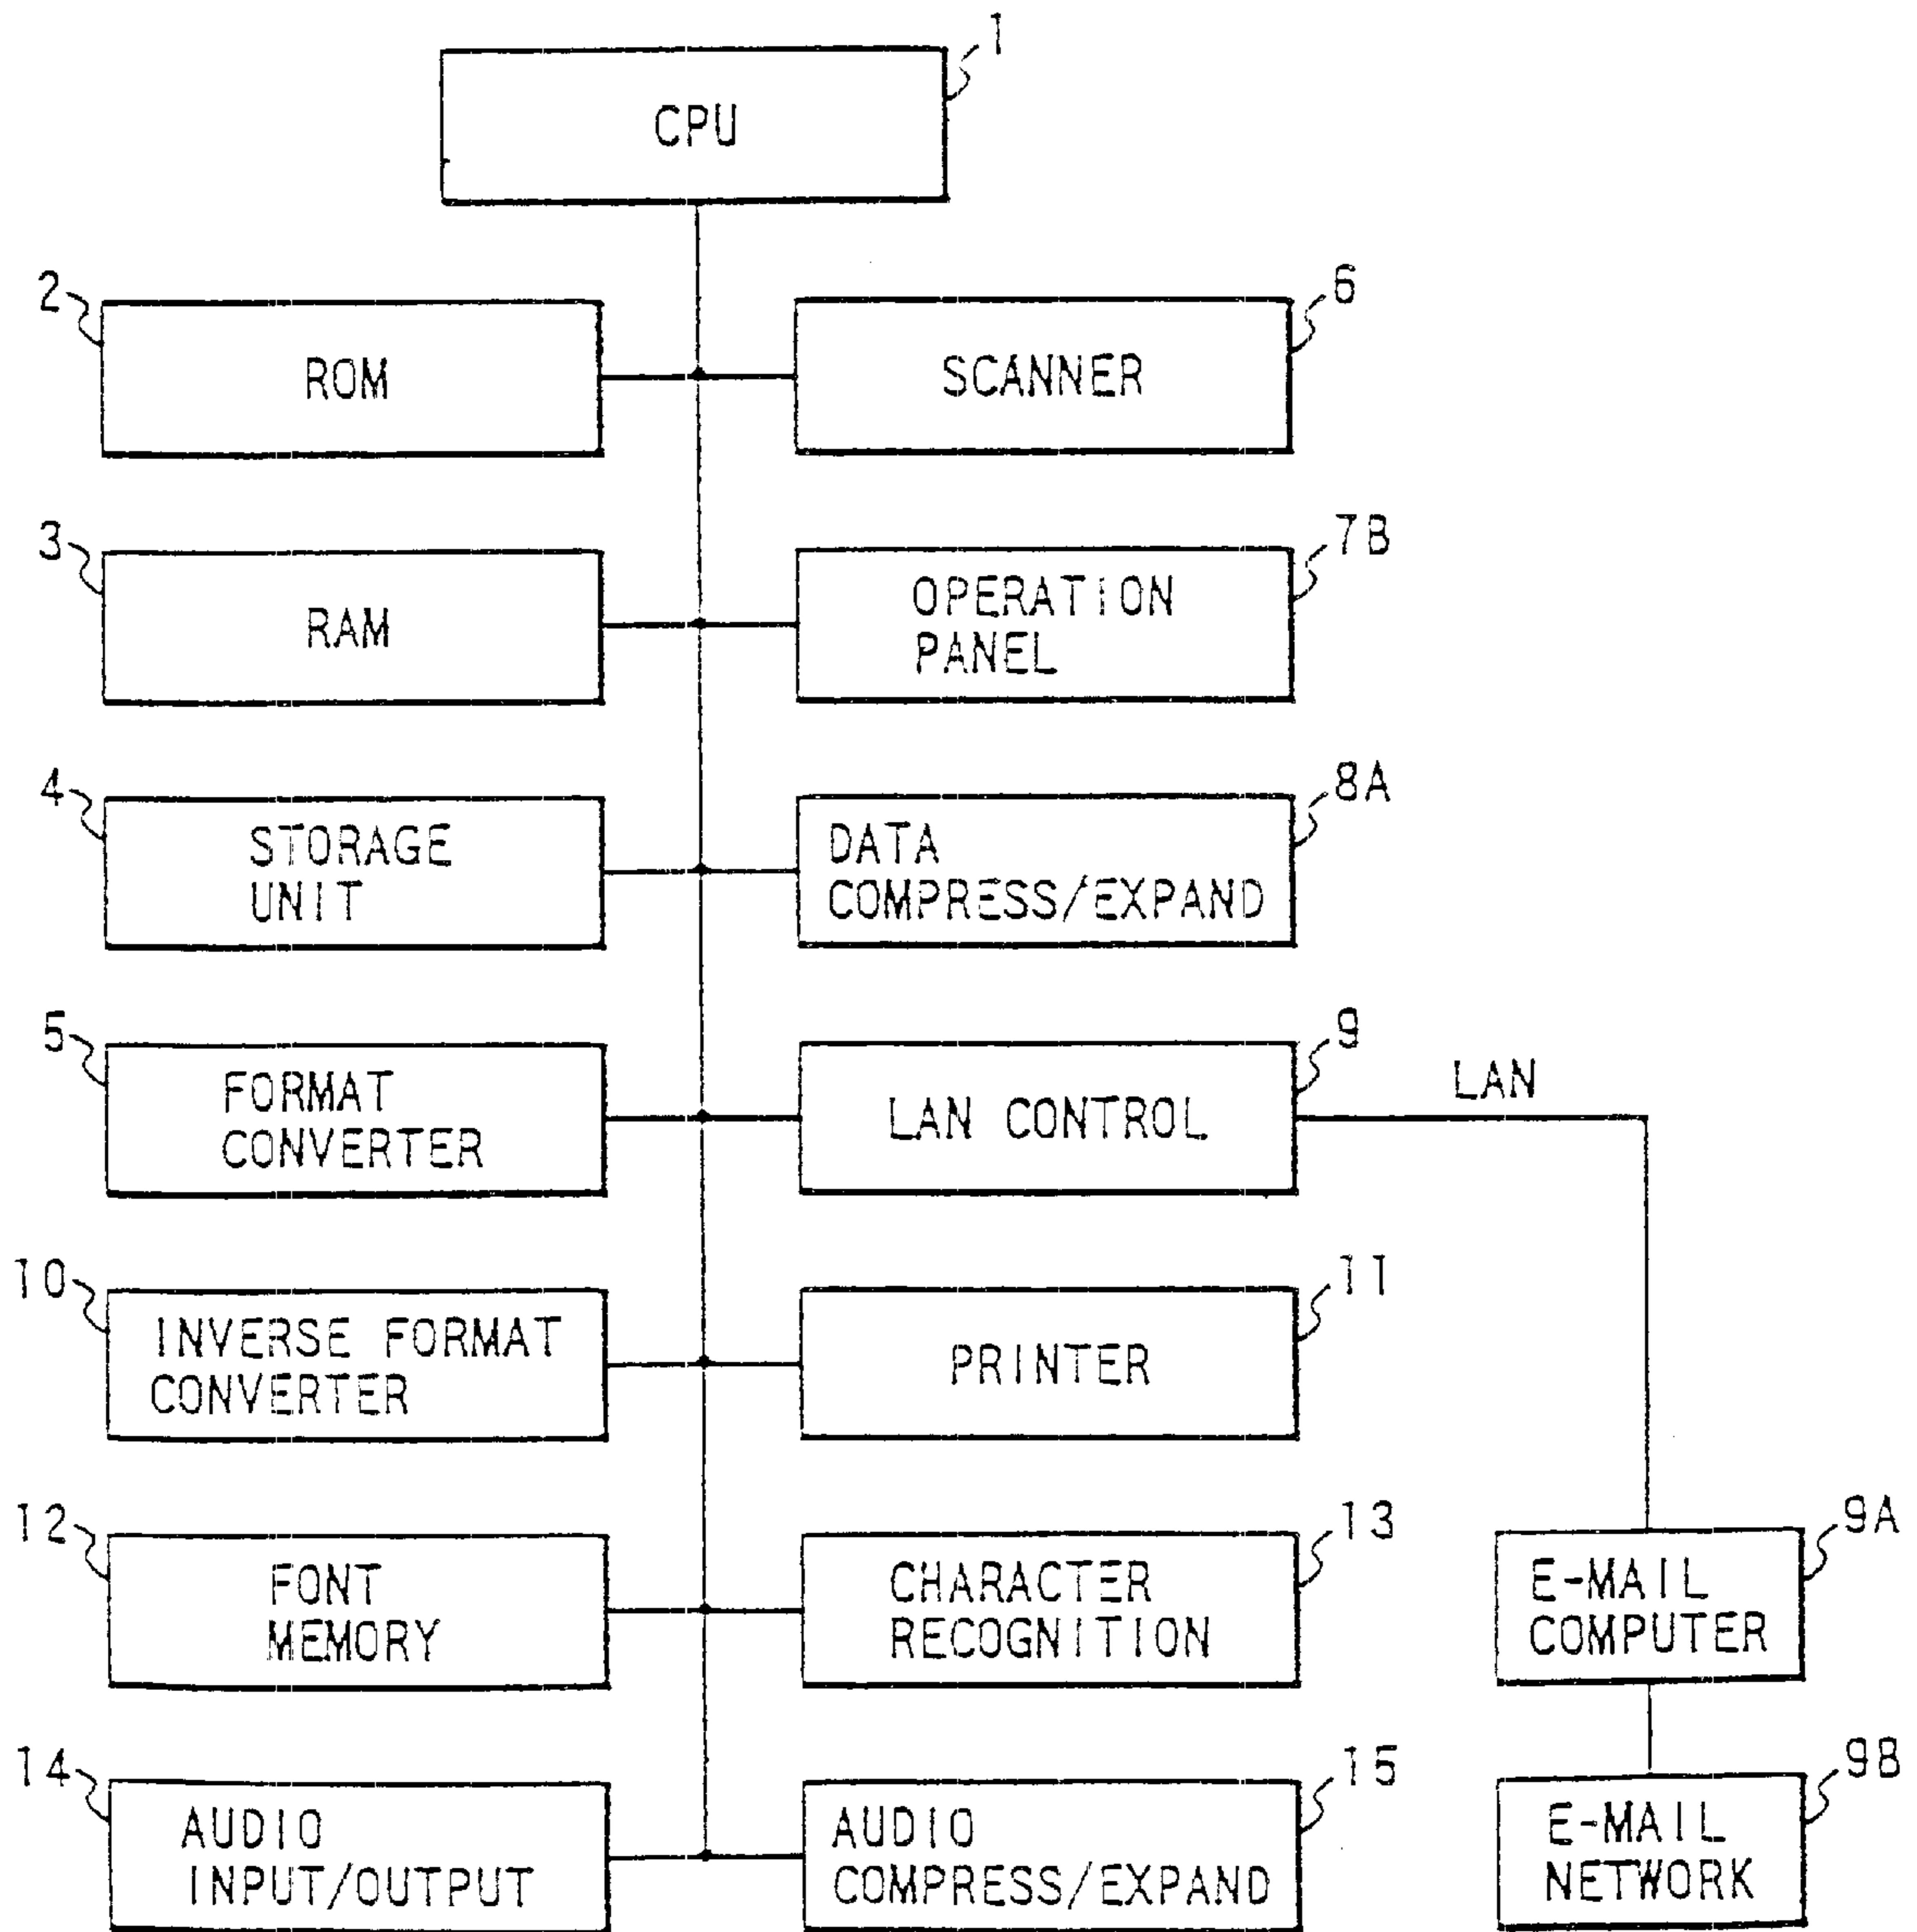 1
CPU
2
ROM
6
SCANNER
3
RAM
7B
OPERATION
PANEL
4
STORAGE
UNIT
8A
DATA
COMPRESS/EXPAND
5
FORMAT
CONVERTER
9
LAN CONTROL
LAN
10
INVERSE FORMAT
CONVERTER
11
PRINTER
12
FONT
MEMORY
13
CHARACTER
RECOGNITION
9A
E-MAIL
COMPUTER
14
AUDIO
INPUT/OUTPUT
15
AUDIO
COMPRESS/EXPAND
9B
E-MAIL
NETWORK